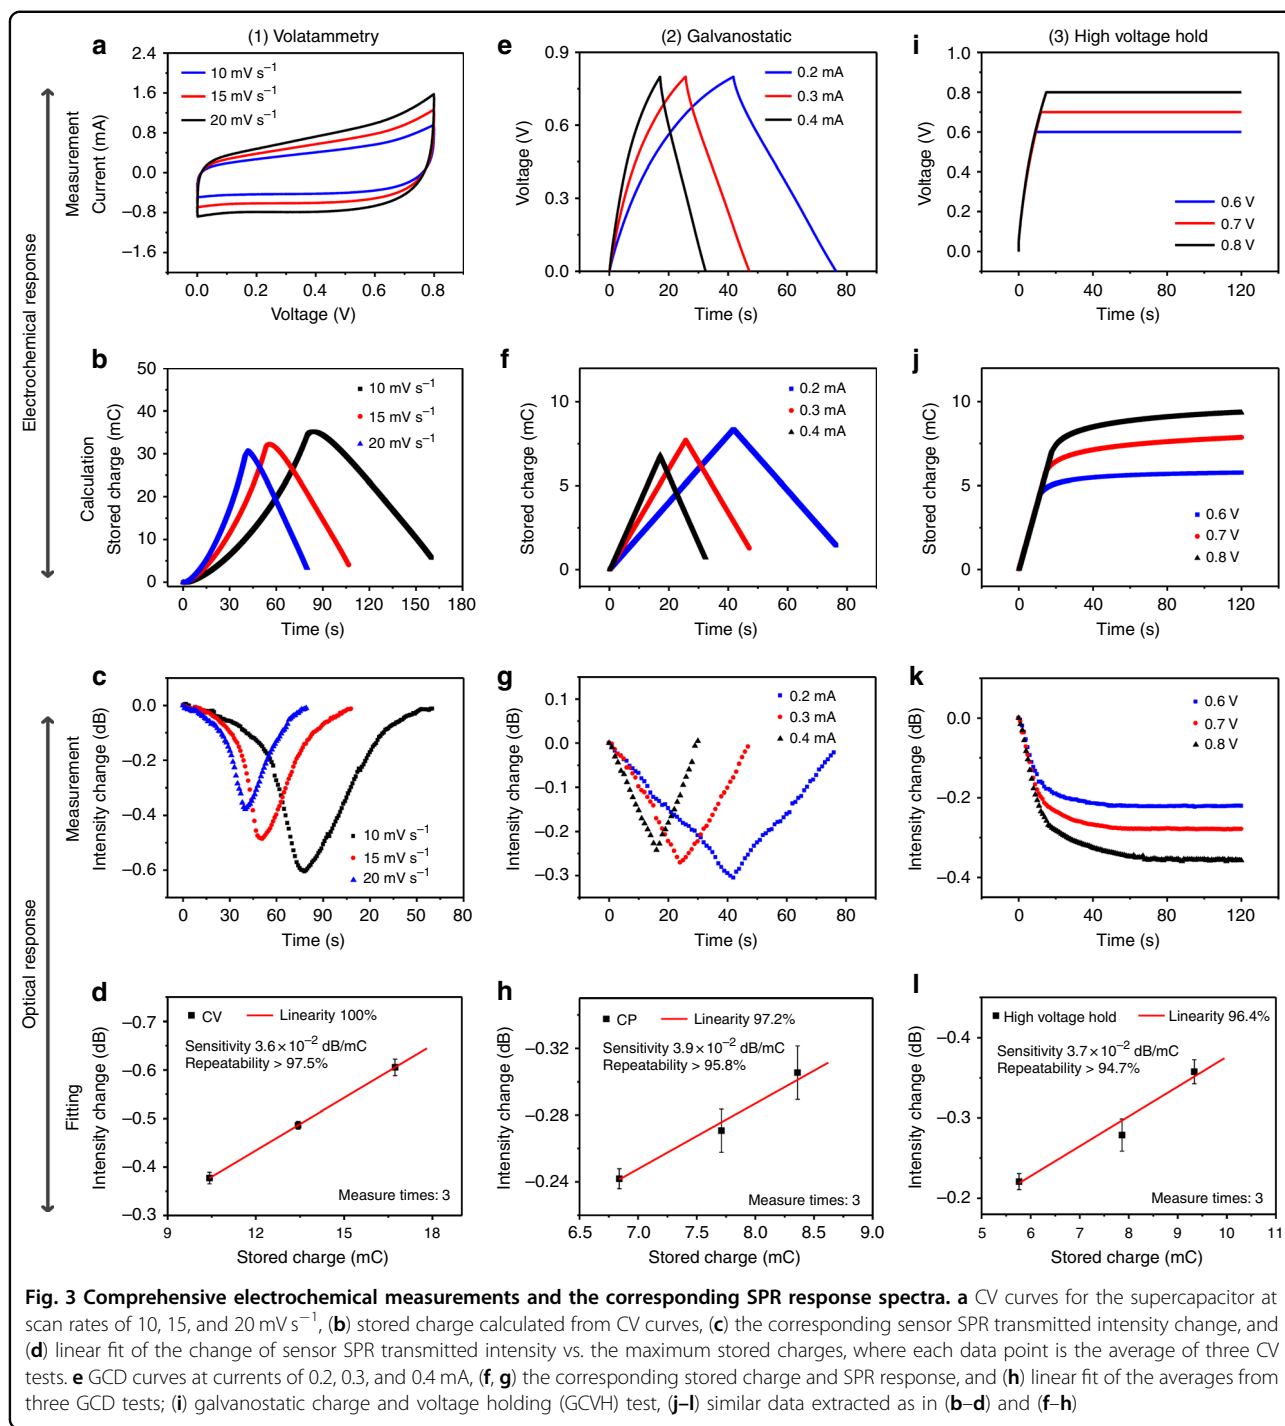 Electrochemical response
Optical response
a
(1) Volatammetry
Measurement
Currrent (mA)
2.4
1.6
0.8
0.0
−0.8
−1.6
10 mV s⁻¹
15 mV s⁻¹
20 mV s⁻¹
0.0 0.2 0.4 0.6 0.8
Voltage (V)
e
(2) Galvanostatic
Voltage (V)
0.9
0.6
0.3
0.0
0.2 mA
0.3 mA
0.4 mA
0 20 40 60 80
Time (s)
i
(3) High voltage hold
Voltage (V)
1.0
0.8
0.6
0.4
0.2
0.0
0.6 V
0.7 V
0.8 V
0 40 80 120
Time (s)
b
Calculation
Stored charge (mC)
50
40
30
20
10
0
10 mV s⁻¹
15 mV s⁻¹
20 mV s⁻¹
0 30 60 90 120 150 180
Time (s)
f
Stored charge (mC)
10
5
0
0.2 mA
0.3 mA
0.4 mA
0 20 40 60 80
Time (s)
j
Stored charge (mC)
10
5
0
0.6 V
0.7 V
0.8 V
0 40 80 120
Time (s)
c
Measurement
Intensity change (dB)
0.0
−0.2
−0.4
−0.6
10 mV s⁻¹
15 mV s⁻¹
20 mV s⁻¹
0 30 60 90 20 50 80
Time (s)
g
Intensity change (dB)
0.1
0.0
−0.1
−0.2
−0.3
0.2 mA
0.3 mA
0.4 mA
0 20 40 60 80
Time (s)
k
Intensity change (dB)
0.0
−0.2
−0.4
0.6 V
0.7 V
0.8 V
0 40 80 120
Time (s)
d
Fitting
Intensity change (dB)
−0.7
−0.6
−0.5
−0.4
−0.3
CV Linearity 100%
Sensitivity 3.6×10⁻² dB/mC
Repeatability > 97.5%
Measure times: 3
9 12 15 18
Stored charge (mC)
h
Intensity change (dB)
−0.32
−0.28
−0.24
CP Linearity 97.2%
Sensitivity 3.9×10⁻² dB/mC
Repeatability > 95.8%
Measure times: 3
6.5 7.0 7.5 8.0 8.5 9.0
Stored charge (mC)
l
Intensity change (dB)
−0.4
−0.3
−0.2
High voltage hold Linearity 96.4%
Sensitivity 3.7×10⁻² dB/mC
Repeatability > 94.7%
Measure times: 3
5 6 7 8 9 10 11
Stored charge (mC)
Fig. 3 Comprehensive electrochemical measurements and the corresponding SPR response spectra. a CV curves for the supercapacitor at
scan rates of 10, 15, and 20 mV s⁻¹, (b) stored charge calculated from CV curves, (c) the corresponding sensor SPR transmitted intensity change, and
(d) linear fit of the change of sensor SPR transmitted intensity vs. the maximum stored charges, where each data point is the average of three CV
tests. e GCD curves at currents of 0.2, 0.3, and 0.4 mA, (f, g) the corresponding stored charge and SPR response, and (h) linear fit of the averages from
three GCD tests; (i) galvanostatic charge and voltage holding (GCVH) test, (j–l) similar data extracted as in (b–d) and (f–h)